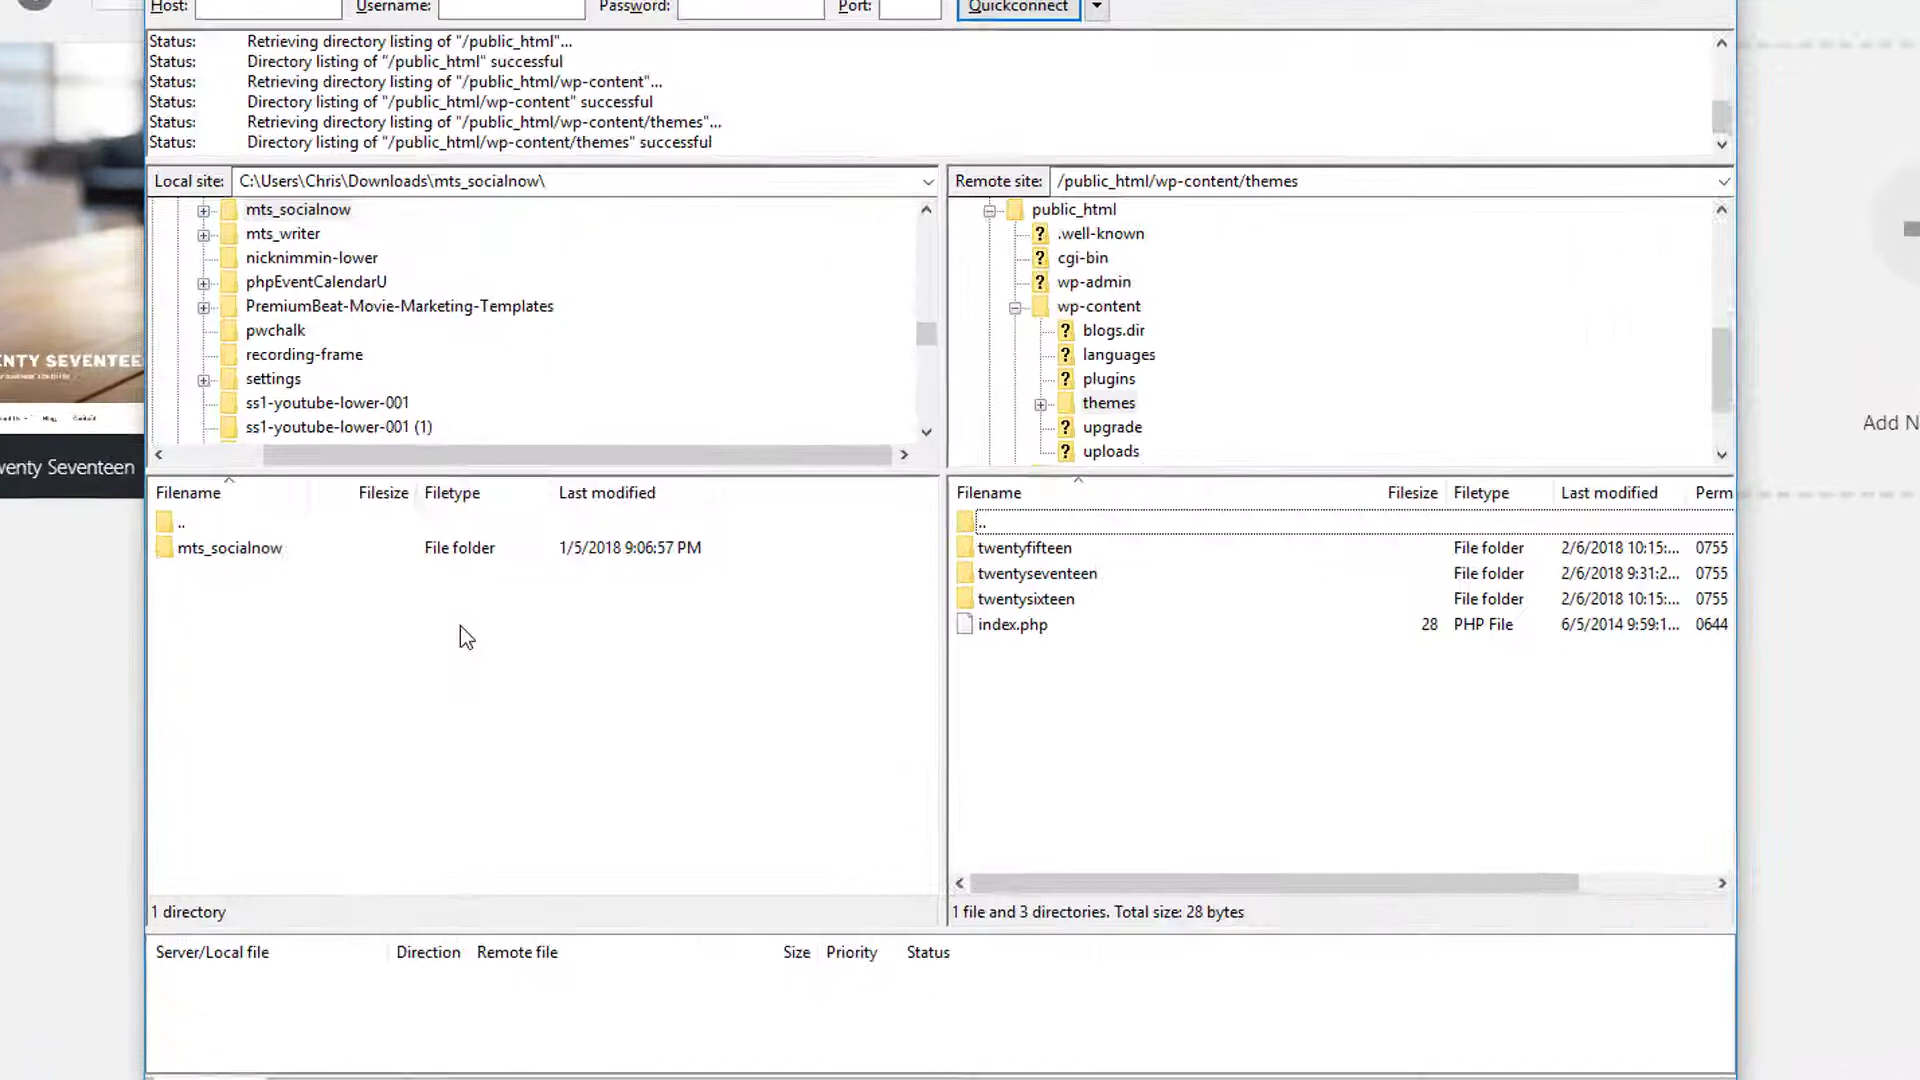 Host: Username: Password: Port: Quickconnect
Status: Retrieving directory listing of "/public_html"...
Status: Directory listing of "/public_html" successful
Status: Retrieving directory listing of "/public_html/wp-content"...
Status: Directory listing of "/public_html/wp-content" successful
Status: Retrieving directory listing of "/public_html/wp-content/themes"...
Status: Directory listing of "/public_html/wp-content/themes" successful
Local site: C:\Users\Chris\Downloads\mts_socialnow\
mts_socialnow
mts_writer
nicknimmin-lower
phpEventCalendarU
PremiumBeat-Movie-Marketing-Templates
pwchalk
recording-frame
settings
ss1-youtube-lower-001
ss1-youtube-lower-001 (1)
Filename Filesize Filetype Last modified
..
mts_socialnow File folder 1/5/2018 9:06:57 PM
1 directory
Remote site: /public_html/wp-content/themes
public_html
? .well-known
? cgi-bin
? wp-admin
wp-content
? blogs.dir
? languages
? plugins
themes
? upgrade
? uploads
Filename Filesize Filetype Last modified Perm
..
twentyfifteen File folder 2/6/2018 10:15:... 0755
twentyseventeen File folder 2/6/2018 9:31:2... 0755
twentysixteen File folder 2/6/2018 10:15:... 0755
index.php 28 PHP File 6/5/2014 9:59:1... 0644
1 file and 3 directories. Total size: 28 bytes
Server/Local file Direction Remote file Size Priority Status
ENTY SEVENTEE
Blog Contact
wenty Seventeen
Add N